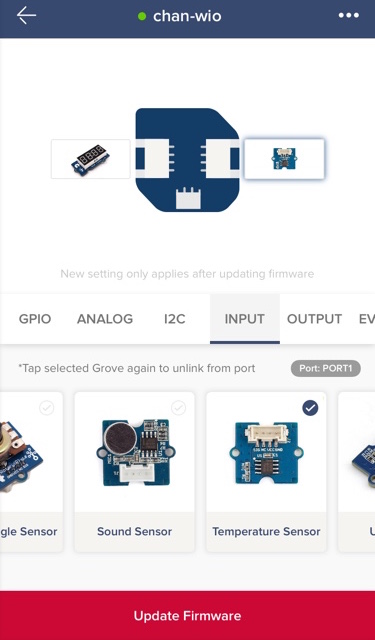 chan-wio
New setting only applies after updating firmware
GPIO ANALOG I2C INPUT OUTPUT EV
*Tap selected Grove again to unlink from port Port: PORT1
gle Sensor Sound Sensor Temperature Sensor U
Update Firmware